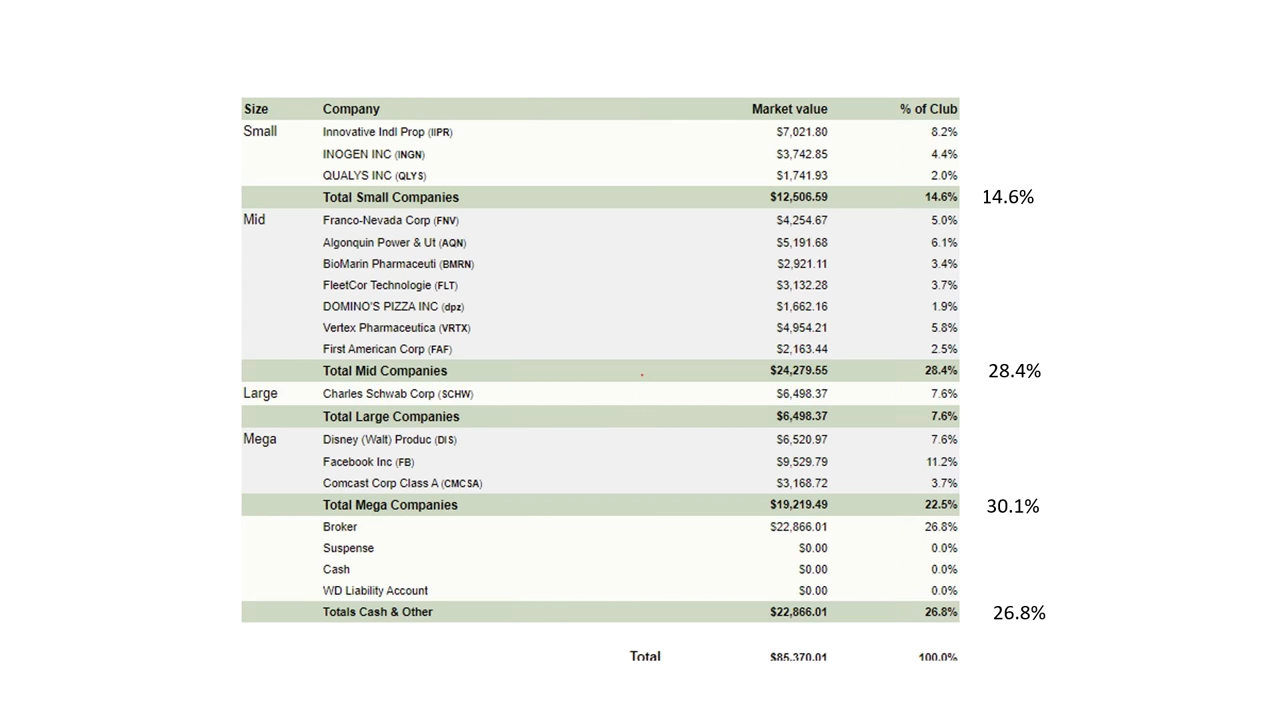 Size Company Market value % of Club
Small Innovative Indl Prop (IIPR) $7,021.80 8.2%
INOGEN INC (INGN) $3,742.85 4.4%
QUALYS INC (QLYS) $1,741.93 2.0%
Total Small Companies $12,506.59 14.6% 14.6%
Mid Franco-Nevada Corp (FNV) $4,254.67 5.0%
Algonquin Power & Ut (AQN) $5,191.68 6.1%
BioMarin Pharmaceuti (BMRN) $2,921.11 3.4%
FleetCor Technologie (FLT) $3,132.28 3.7%
DOMINO'S PIZZA INC (dpz) $1,662.16 1.9%
Vertex Pharmaceutica (VRTX) $4,954.21 5.8%
First American Corp (FAF) $2,163.44 2.5%
Total Mid Companies $24,279.55 28.4% 28.4%
Large Charles Schwab Corp (SCHW) $6,498.37 7.6%
Total Large Companies $6,498.37 7.6%
Mega Disney (Walt) Produc (DIS) $6,520.97 7.6%
Facebook Inc (FB) $9,529.79 11.2%
Comcast Corp Class A (CMCSA) $3,168.72 3.7%
Total Mega Companies $19,219.49 22.5% 30.1%
Broker $22,866.01 26.8%
Suspense $0.00 0.0%
Cash $0.00 0.0%
WD Liability Account $0.00 0.0%
Totals Cash & Other $22,866.01 26.8% 26.8%
Total $85,370.01 100.0%